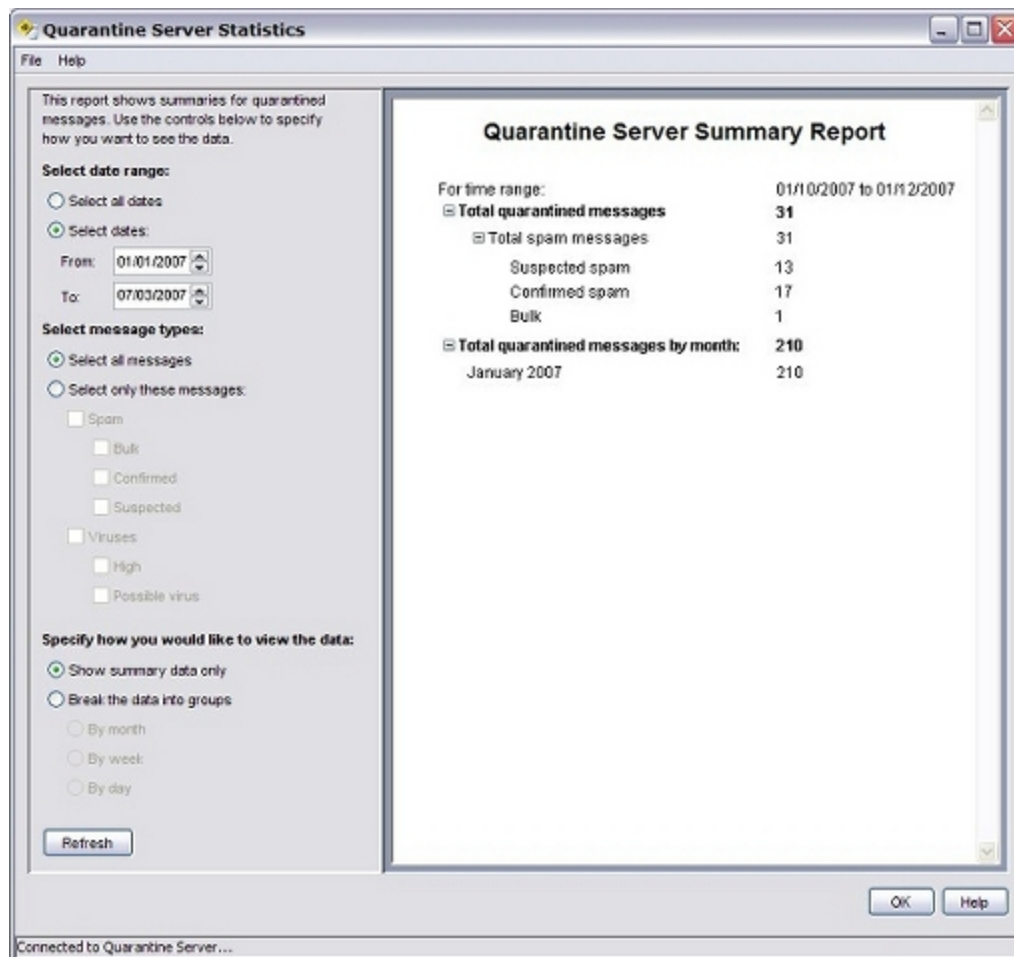 Quarantine Server Statistics
File Help
This report shows summaries for quarantined
messages. Use the controls below to specify
how you want to see the data.
Select date range:
Select all dates
Select dates:
From: 01/01/2007
To: 07/03/2007
Select message types:
Select all messages
Select only these messages:
Spam
Bulk
Confirmed
Suspected
Viruses
High
Possible virus
Specify how you would like to view the data:
Show summary data only
Break the data into groups
By month
By week
By day
Refresh
Quarantine Server Summary Report
For time range: 01/10/2007 to 01/12/2007
Total quarantined messages 31
Total spam messages 31
Suspected spam 13
Confirmed spam 17
Bulk 1
Total quarantined messages by month: 210
January 2007 210
OK Help
Connected to Quarantine Server...